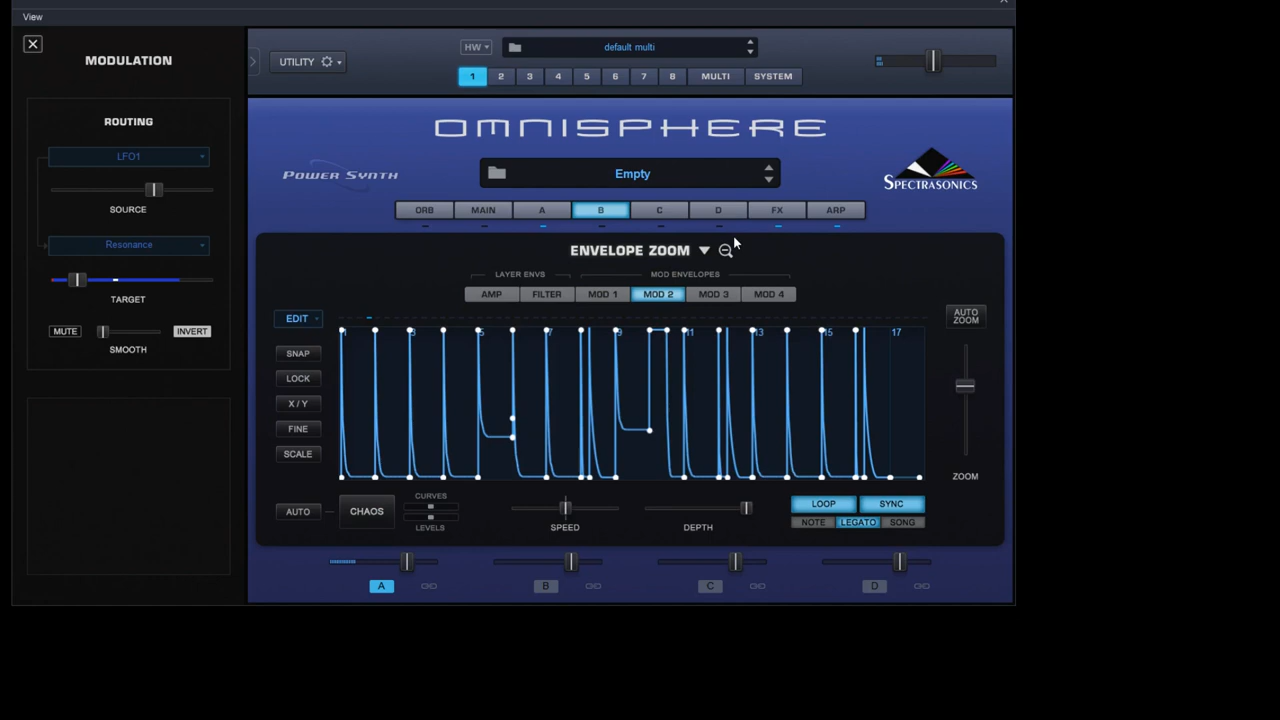 View
MODULATION
ROUTING
LFO1
SOURCE
Resonance
TARGET
MUTE
INVERT
SMOOTH
UTILITY
HW
default multi
1 2 3 4 5 6 7 8 MULTI SYSTEM
OMNISPHERE
POWER SYNTH
Empty
SPECTRASONICS
ORB MAIN A B C D FX ARP
ENVELOPE ZOOM
LAYER ENVS MOD ENVELOPES
AMP FILTER MOD 1 MOD 2 MOD 3 MOD 4
EDIT
AUTO
ZOOM
1 3 5 7 9 11 13 15 17
SNAP
LOCK
X / Y
FINE
SCALE
ZOOM
AUTO
CHAOS
CURVES
LEVELS
SPEED
DEPTH
LOOP SYNC
NOTE LEGATO SONG
A B C D